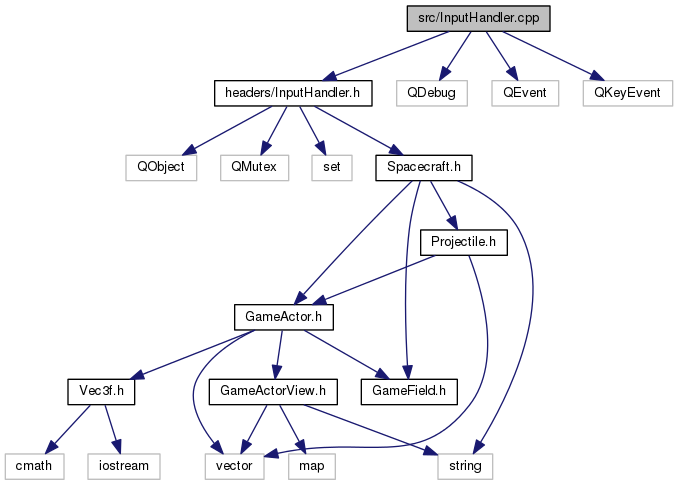 src/InputHandler.cpp
headers/InputHandler.h
QDebug
QEvent
QKeyEvent
QObject
QMutex
set
Spacecraft.h
Projectile.h
GameActor.h
Vec3f.h
GameActorView.h
GameField.h
cmath
iostream
vector
map
string